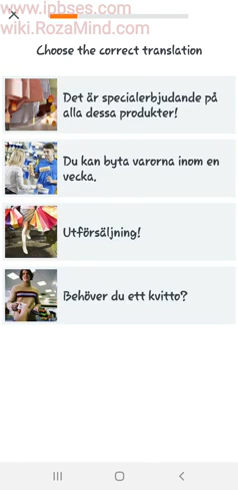 www.ipbses.com
wiki.RozaMind.com
Choose the correct translation
Det är specialerbjudande på
alla dessa produkter!
Du kan byta varorna inom en
vecka.
Utförsäljning!
Behöver du ett kvitto?